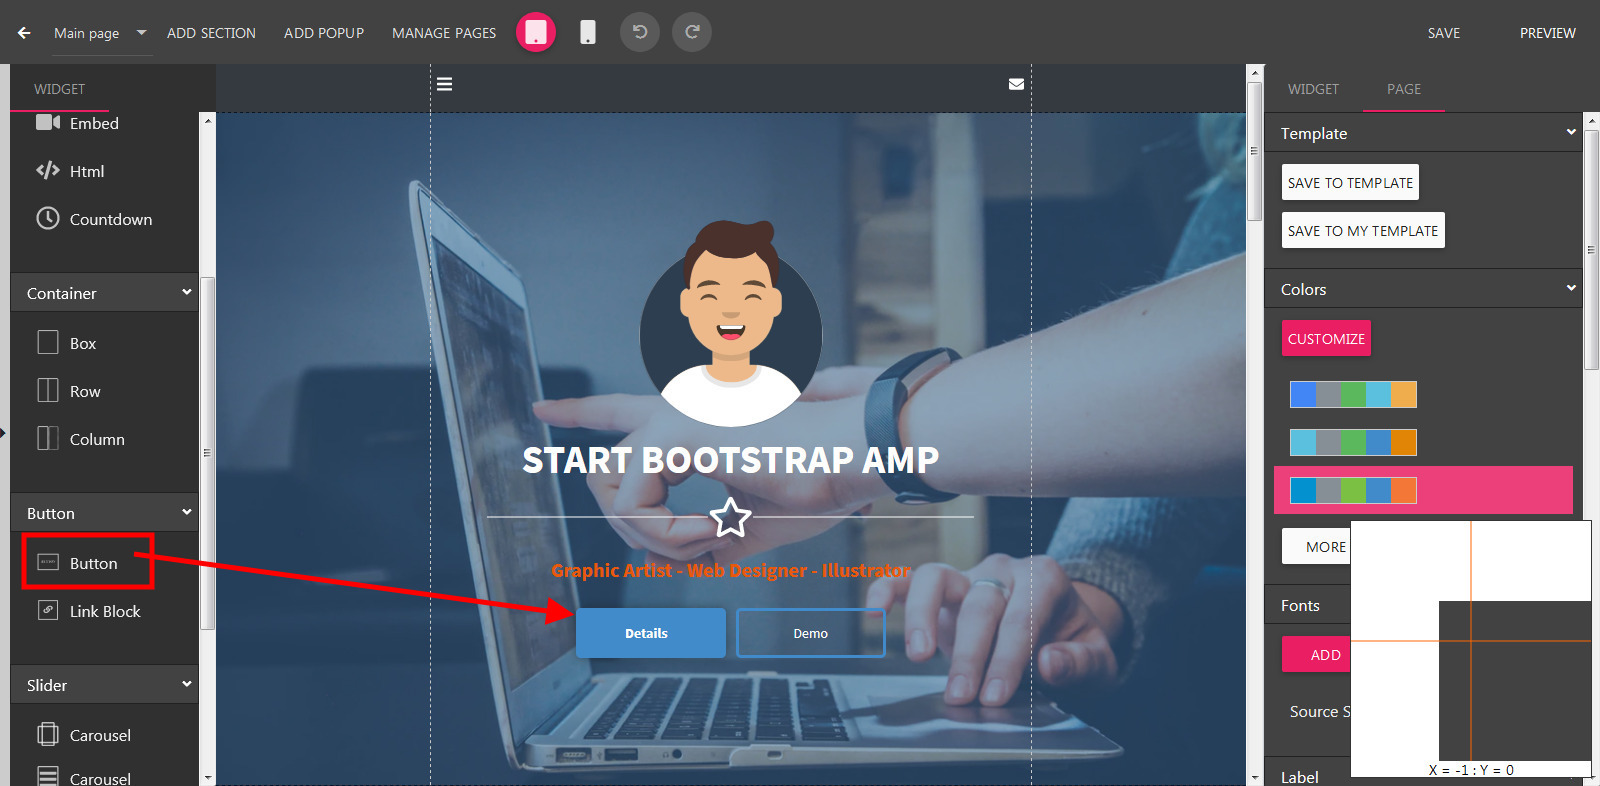 Main page
ADD SECTION
ADD POPUP
MANAGE PAGES
SAVE
PREVIEW
WIDGET
Embed
Html
Countdown
Container
Box
Row
Column
Button
Button
Link Block
Slider
Carousel
Carousel
START BOOTSTRAP AMP
Graphic Artist - Web Designer - Illustrator
Details
Demo
WIDGET
PAGE
Template
SAVE TO TEMPLATE
SAVE TO MY TEMPLATE
Colors
CUSTOMIZE
MORE
Fonts
ADD
Source S
Label
X = -1 : Y = 0